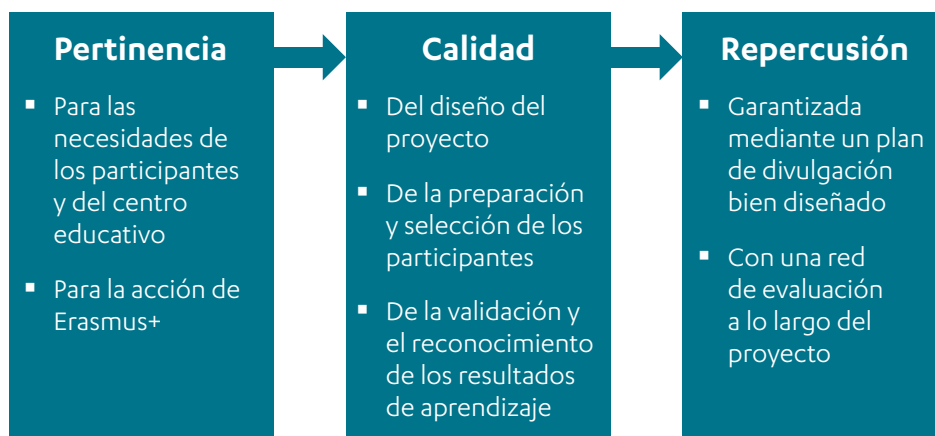 Pertinencia
▪ Para las
necesidades de
los participantes
y del centro
educativo
▪ Para la acción de
Erasmus+
Calidad
▪ Del diseño del
proyecto
▪ De la preparación
y selección de los
participantes
▪ De la validación y
el reconocimiento
de los resultados
de aprendizaje
Repercusión
▪ Garantizada
mediante un plan
de divulgación
bien diseñado
▪ Con una red
de evaluación
a lo largo del
proyecto